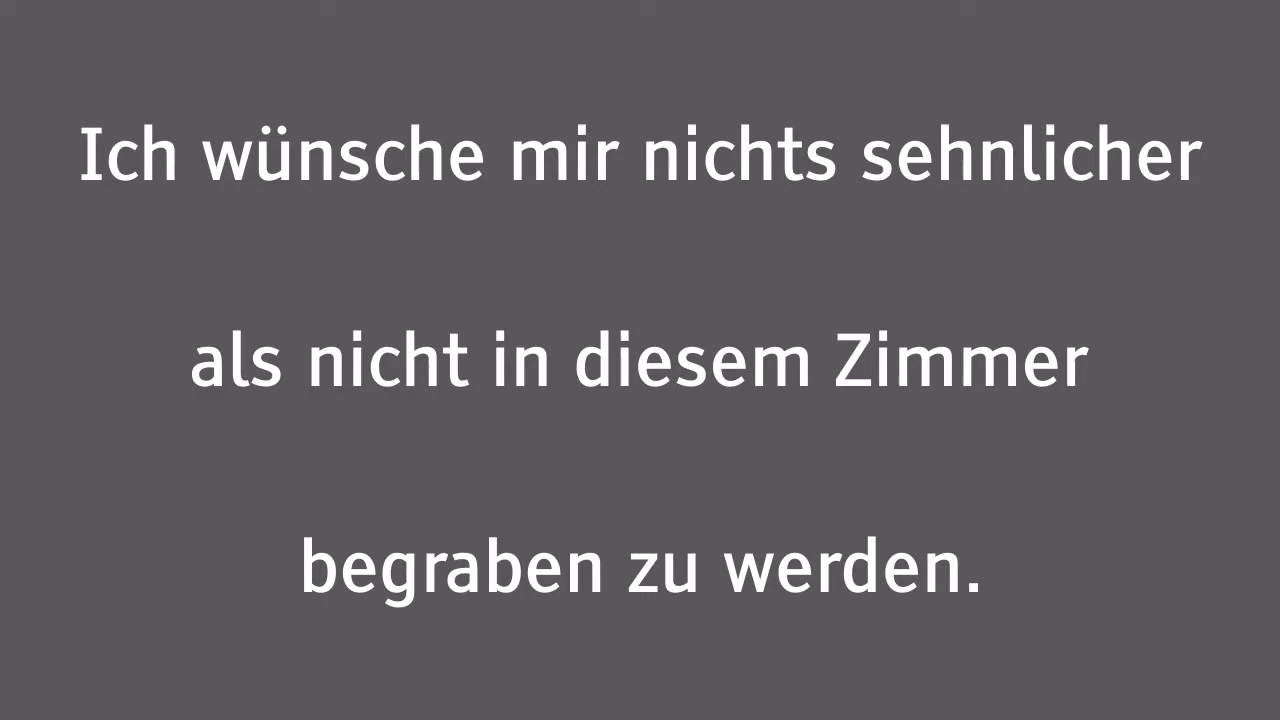 Ich wünsche mir nichts sehnlicher
als nicht in diesem Zimmer
begraben zu werden.